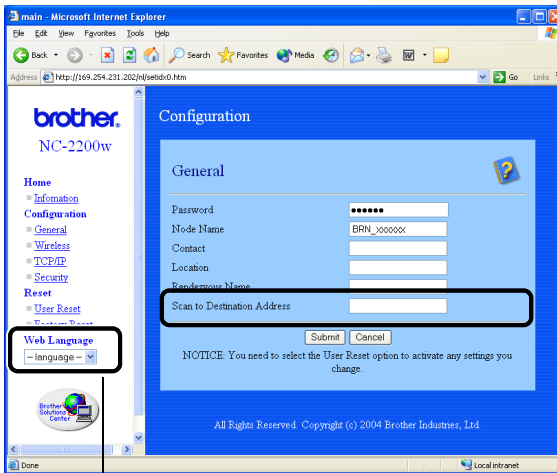 main - Microsoft Internet Explorer
File Edit View Favorites Tools Help
Back Search Favorites Media
Address http://169.254.231.202/nl/setidx0.htm Go Links
brother.
NC-2200w
Home
Infomation
Configuration
General
Wireless
TCP/IP
Security
Reset
User Reset
Factory Reset
Web Language
-- language --
Brother Solutions Center
Configuration
General
Password ●●●●●●
Node Name BRN_xxxxxx
Contact
Location
Rendezvous Name
Scan to Destination Address
Submit Cancel
NOTICE: You need to select the User Reset option to activate any settings you
change.
All Rights Reserved. Copyright (c) 2004 Brother Industries, Ltd.
Done Local intranet